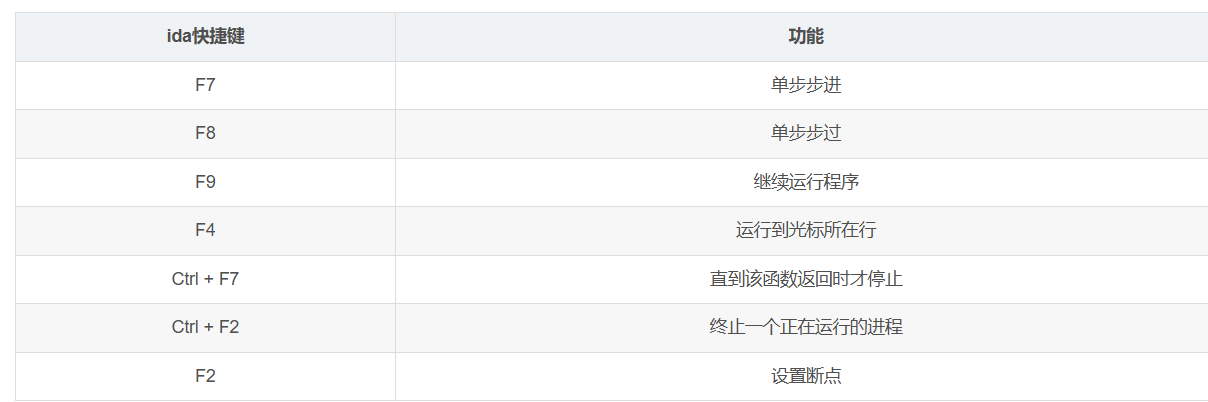 ida快捷键 功能
F7 单步步进
F8 单步步过
F9 继续运行程序
F4 运行到光标所在行
Ctrl + F7 直到该函数返回时才停止
Ctrl + F2 终止一个正在运行的进程
F2 设置断点